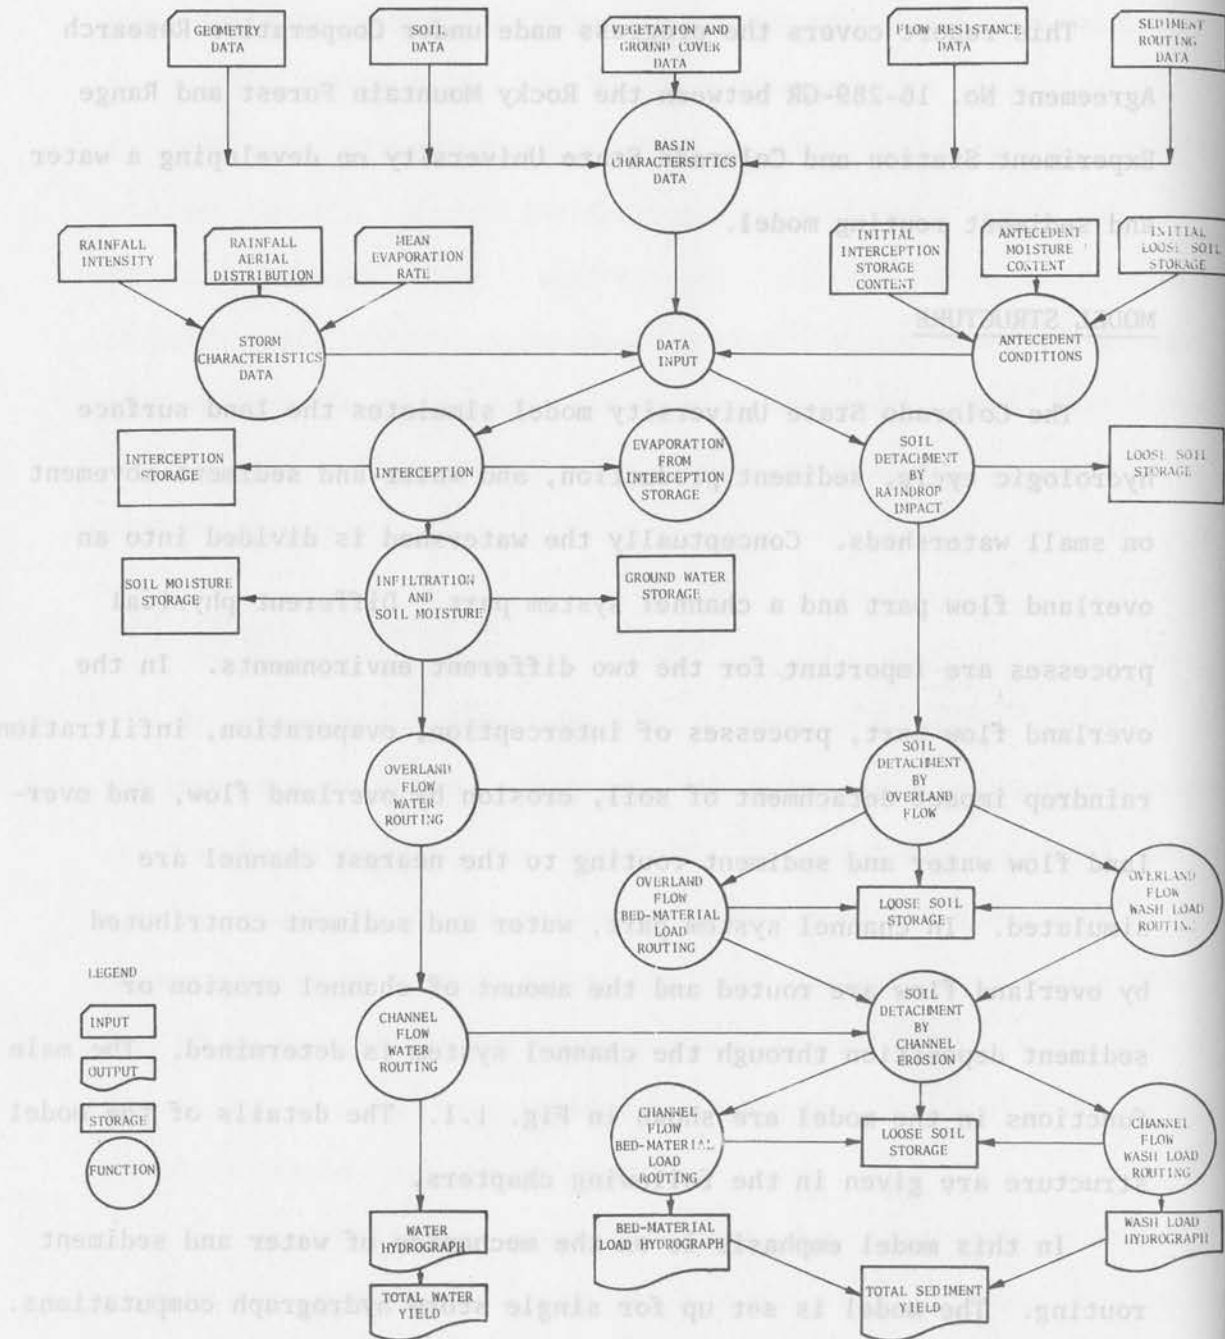 GEOMETRY
DATA
SOIL
DATA
VEGETATION AND
GROUND COVER
DATA
FLOW RESISTANCE
DATA
SEDIMENT
ROUTING
DATA
BASIN
CHARACTERISTICS
DATA
RAINFALL
INTENSITY
RAINFALL
AERIAL
DISTRIBUTION
MEAN
EVAPORATION
RATE
INITIAL
INTERCEPTION
STORAGE
CONTENT
ANTECEDENT
MOISTURE
CONTENT
INITIAL
LOOSE SOIL
STORAGE
STORM
CHARACTERISTICS
DATA
DATA
INPUT
ANTECEDENT
CONDITIONS
INTERCEPTION
STORAGE
INTERCEPTION
EVAPORATION
FROM
INTERCEPTION
STORAGE
SOIL
DETACHMENT
BY
RAINDROP
IMPACT
LOOSE SOIL
STORAGE
SOIL MOISTURE
STORAGE
INFILTRATION
AND
SOIL MOISTURE
GROUND WATER
STORAGE
OVERLAND
FLOW
WATER
ROUTING
SOIL
DETACHMENT
BY
OVERLAND
FLOW
OVERLAND
FLOW
BED-MATERIAL
LOAD
ROUTING
LOOSE SOIL
STORAGE
OVERLAND
FLOW
WASH LOAD
ROUTING
LEGEND
INPUT
OUTPUT
STORAGE
FUNCTION
CHANNEL
FLOW
WATER
ROUTING
SOIL
DETACHMENT
BY
CHANNEL
EROSION
CHANNEL
FLOW
BED-MATERIAL
LOAD
ROUTING
LOOSE SOIL
STORAGE
CHANNEL
FLOW
WASH LOAD
ROUTING
WATER
HYDROGRAPH
BED-MATERIAL
LOAD HYDROGRAPH
WASH LOAD
HYDROGRAPH
TOTAL WATER
YIELD
TOTAL SEDIMENT
YIELD
This covers the made under Cooperative Research
Agreement No. 16-289-GR between the Rocky Mountain Forest and Range
Experiment Station and State University on developing a water
and sediment routing model.
MODEL STRUCTURE
The Colorado State University model simulates the land surface
hydrologic sediment production, and water and sediment movement
on small watersheds. Conceptually the watershed is divided into an
overland flow part and a channel system part. Different physical
processes are important for the two different environments. In the
overland flow part, processes of interception, evaporation, infiltration
raindrop impact detachment of soil, erosion by overland flow, and over-
land flow water and sediment routing to the nearest channel are
simulated. In channel system water and sediment contributed
by overland flow are routed and the amount of channel erosion or
sediment deposition through the channel system is determined. The main
functions in the model are shown in Fig. 1.1. The details of the model
structure are given in the following chapters.
In this model emphasis the of water and sediment
routing. The model is set up for single storm hydrograph computations.